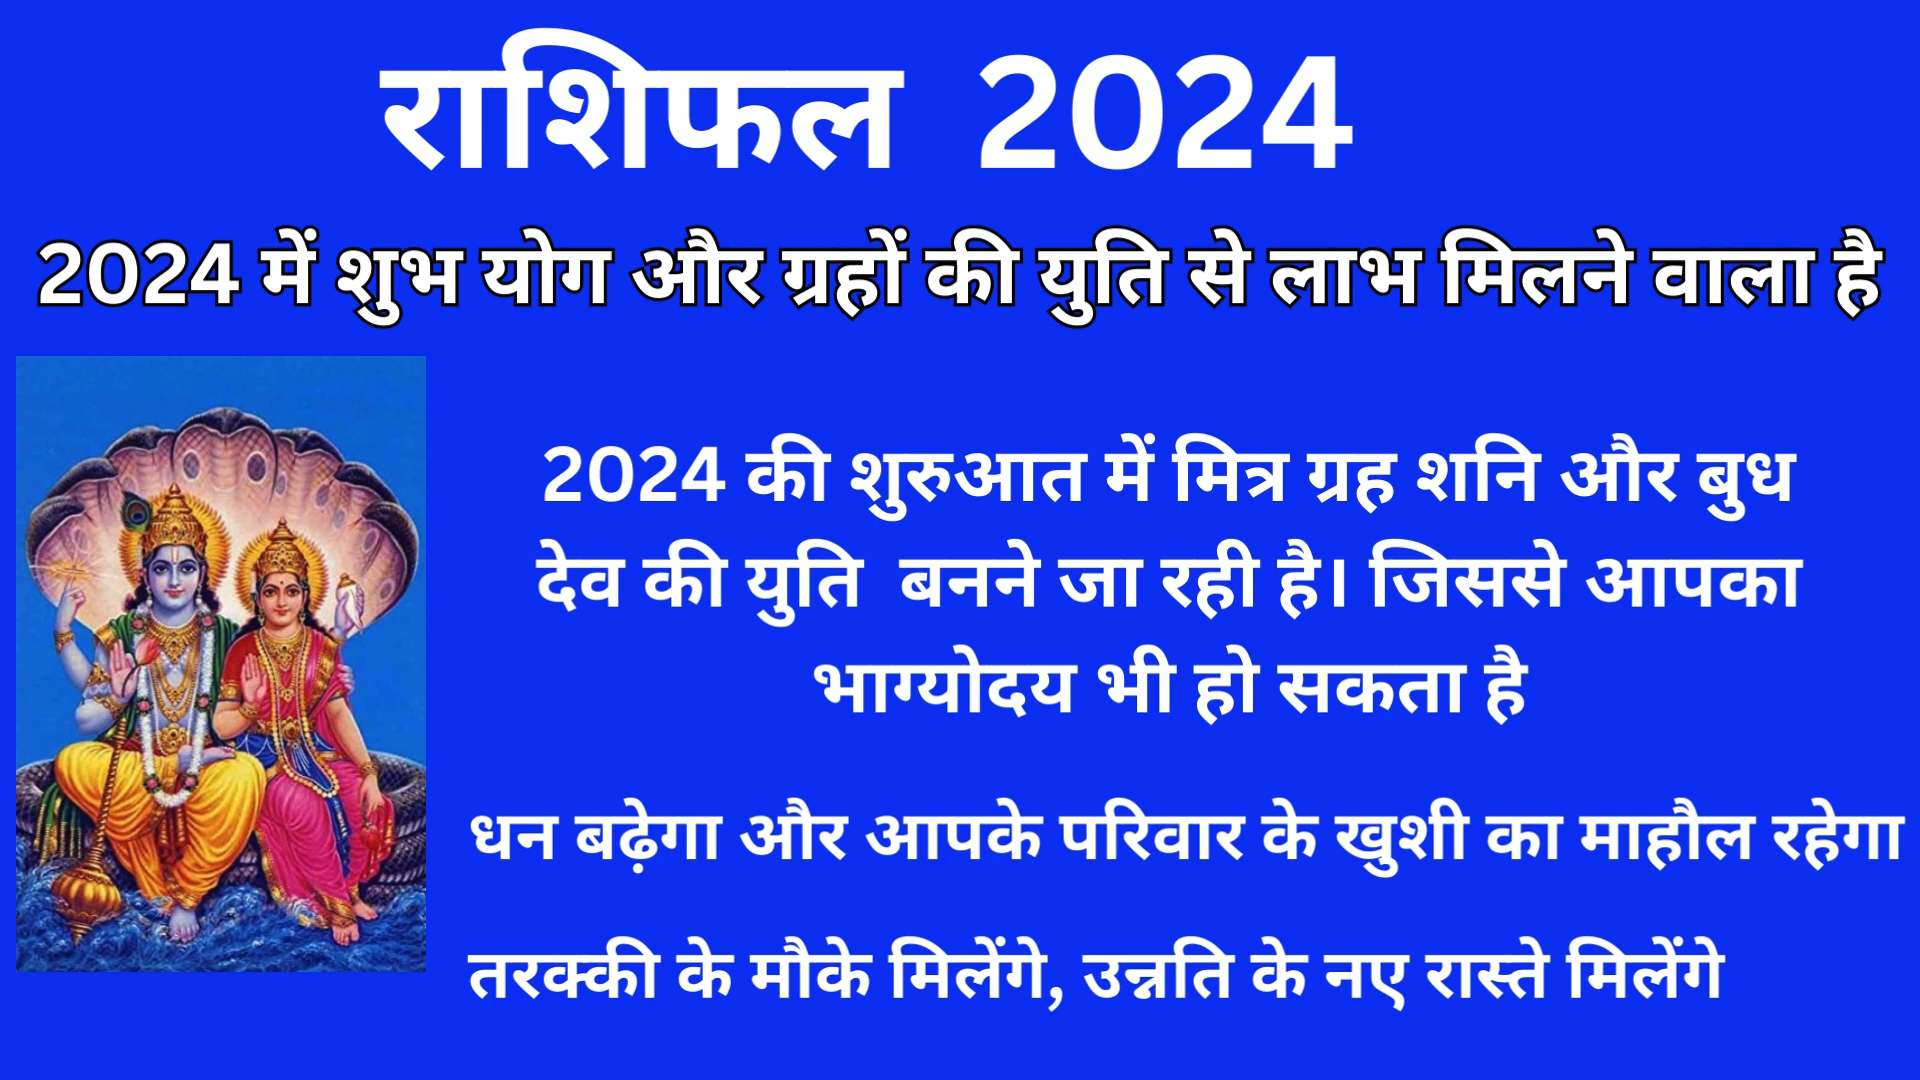 राशिफल 2024
2024 में शुभ योग और ग्रहों की युति से लाभ मिलने वाला है
2024 की शुरुआत में मित्र ग्रह शनि और बुध
देव की युति बनने जा रही है। जिससे आपका
भाग्योदय भी हो सकता है
धन बढ़ेगा और आपके परिवार के खुशी का माहौल रहेगा
तरक्की के मौके मिलेंगे, उन्नति के नए रास्ते मिलेंगे